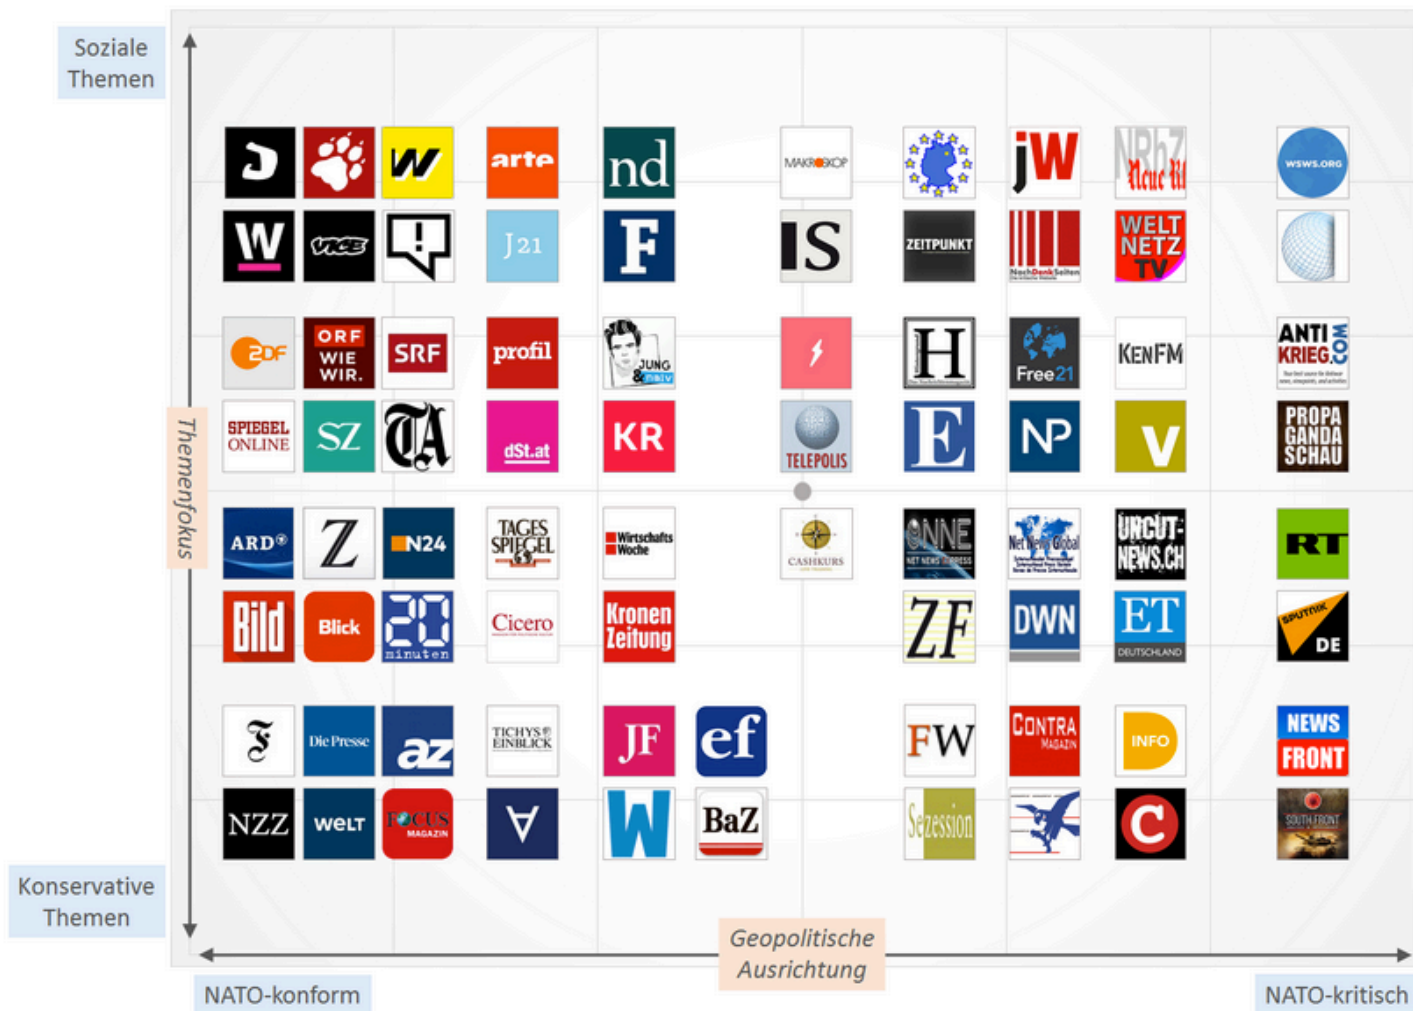 Soziale
Themen
arte
nd
MAKROSKOP
jW
NRhZ
Neue
WSWS.ORG
W
VICE
!
J21
F
IS
ZEITPUNKT
NachDenkSeiten
WELT
NETZ
TV
ZDF
ORF
WIE
WIR.
SRF
profil
JUNG
& naiv
H
Free21
KENFM
ANTI
KRIEG.COM
SPIEGEL
ONLINE
SZ
TA
dSt.at
KR
TELEPOLIS
E
NP
V
PROPA
GANDA
SCHAU
Themenfokus
ARD
Z
N24
TAGES
SPIEGEL
Wirtschafts
Woche
CASHKURS
NNE
NET NEWS EXPRESS
Net News Global
UNCUT-
NEWS.CH
RT
Bild
Blick
20
minuten
Cicero
Kronen
Zeitung
ZF
DWN
ET
DEUTSCHLAND
SPUTNIK
DE
F
Die Presse
az
TICHYS
EINBLICK
JF
ef
FW
CONTRA
MAGAZIN
INFO
NEWS
FRONT
NZZ
WELT
FOCUS
MAGAZIN
W
BaZ
Sezession
C
SOUTH FRONT
Konservative
Themen
Geopolitische
Ausrichtung
NATO-konform
NATO-kritisch